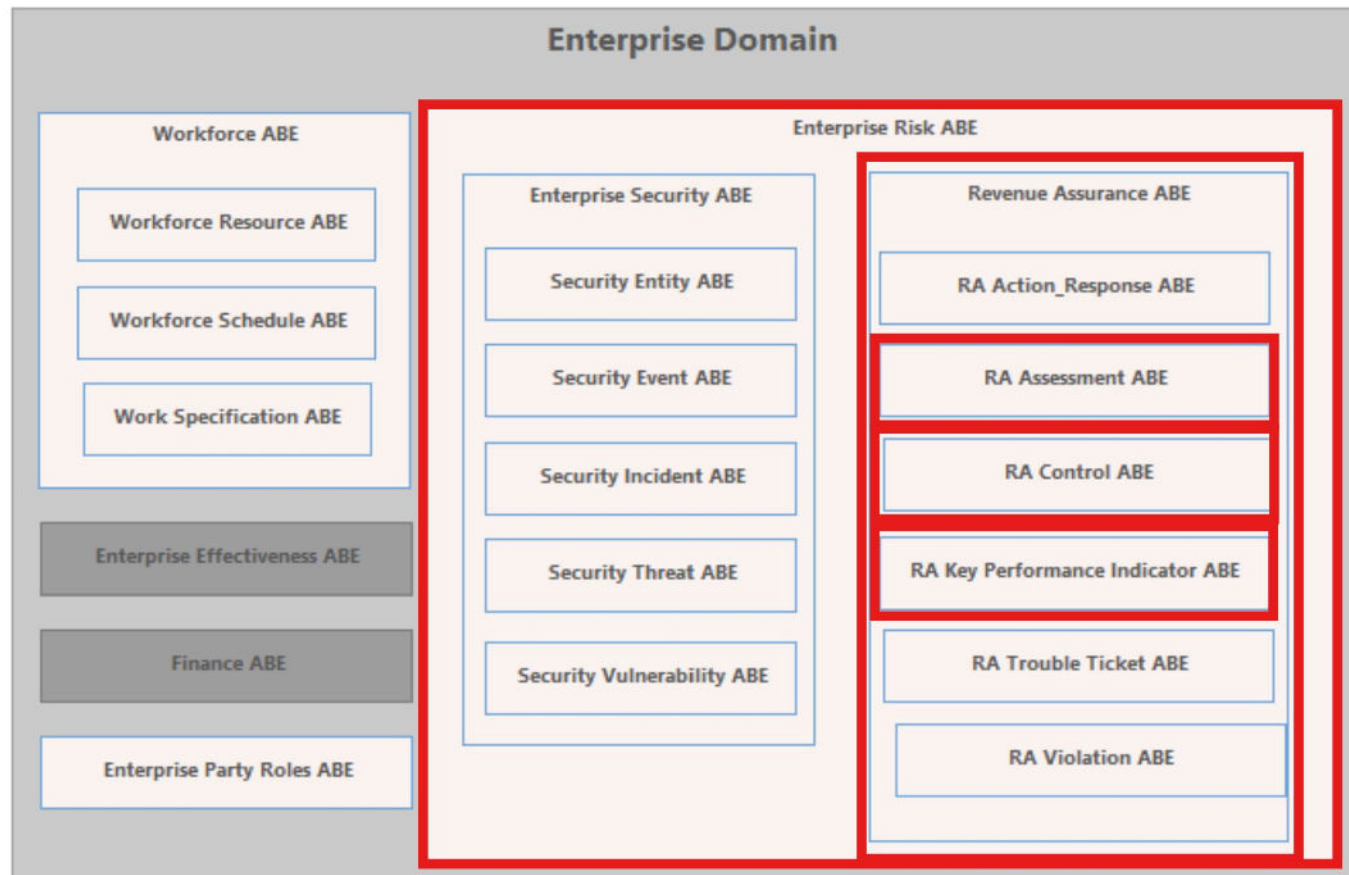 Enterprise Domain
Workforce ABE
Workforce Resource ABE
Workforce Schedule ABE
Work Specification ABE
Enterprise Effectiveness ABE
Finance ABE
Enterprise Party Roles ABE
Enterprise Risk ABE
Enterprise Security ABE
Security Entity ABE
Security Event ABE
Security Incident ABE
Security Threat ABE
Security Vulnerability ABE
Revenue Assurance ABE
RA Action_Response ABE
RA Assessment ABE
RA Control ABE
RA Key Performance Indicator ABE
RA Trouble Ticket ABE
RA Violation ABE